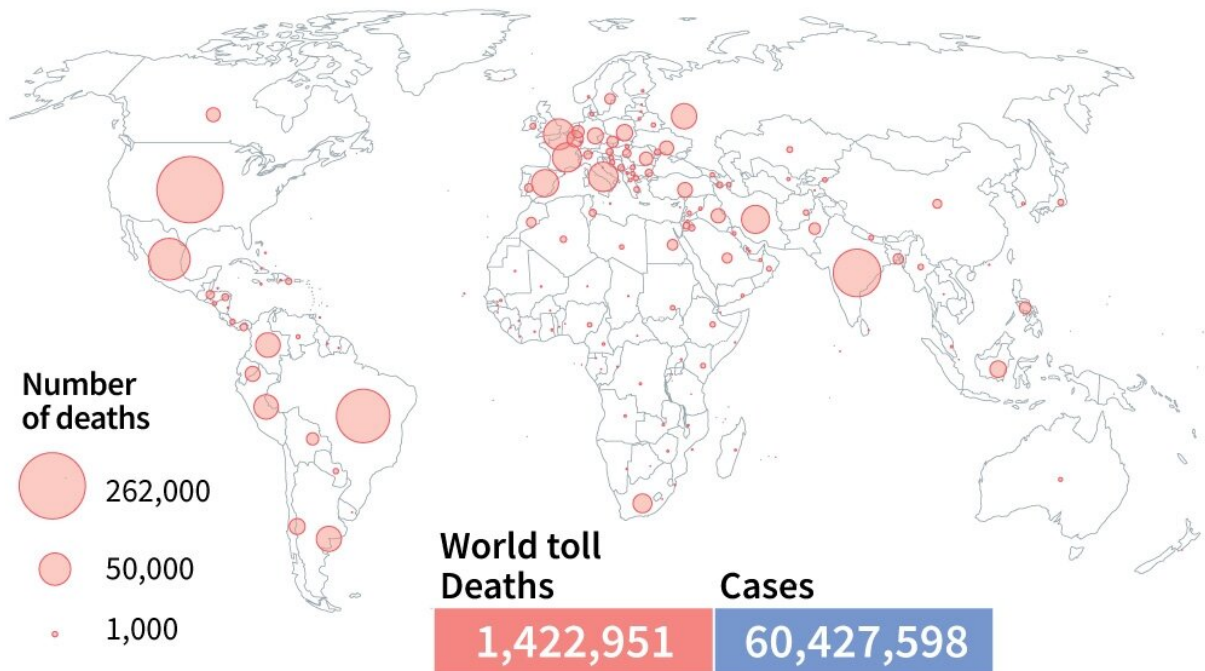 Number
of deaths
262,000
50,000
1,000
World toll
Deaths
Cases
1,422,951
60,427,598